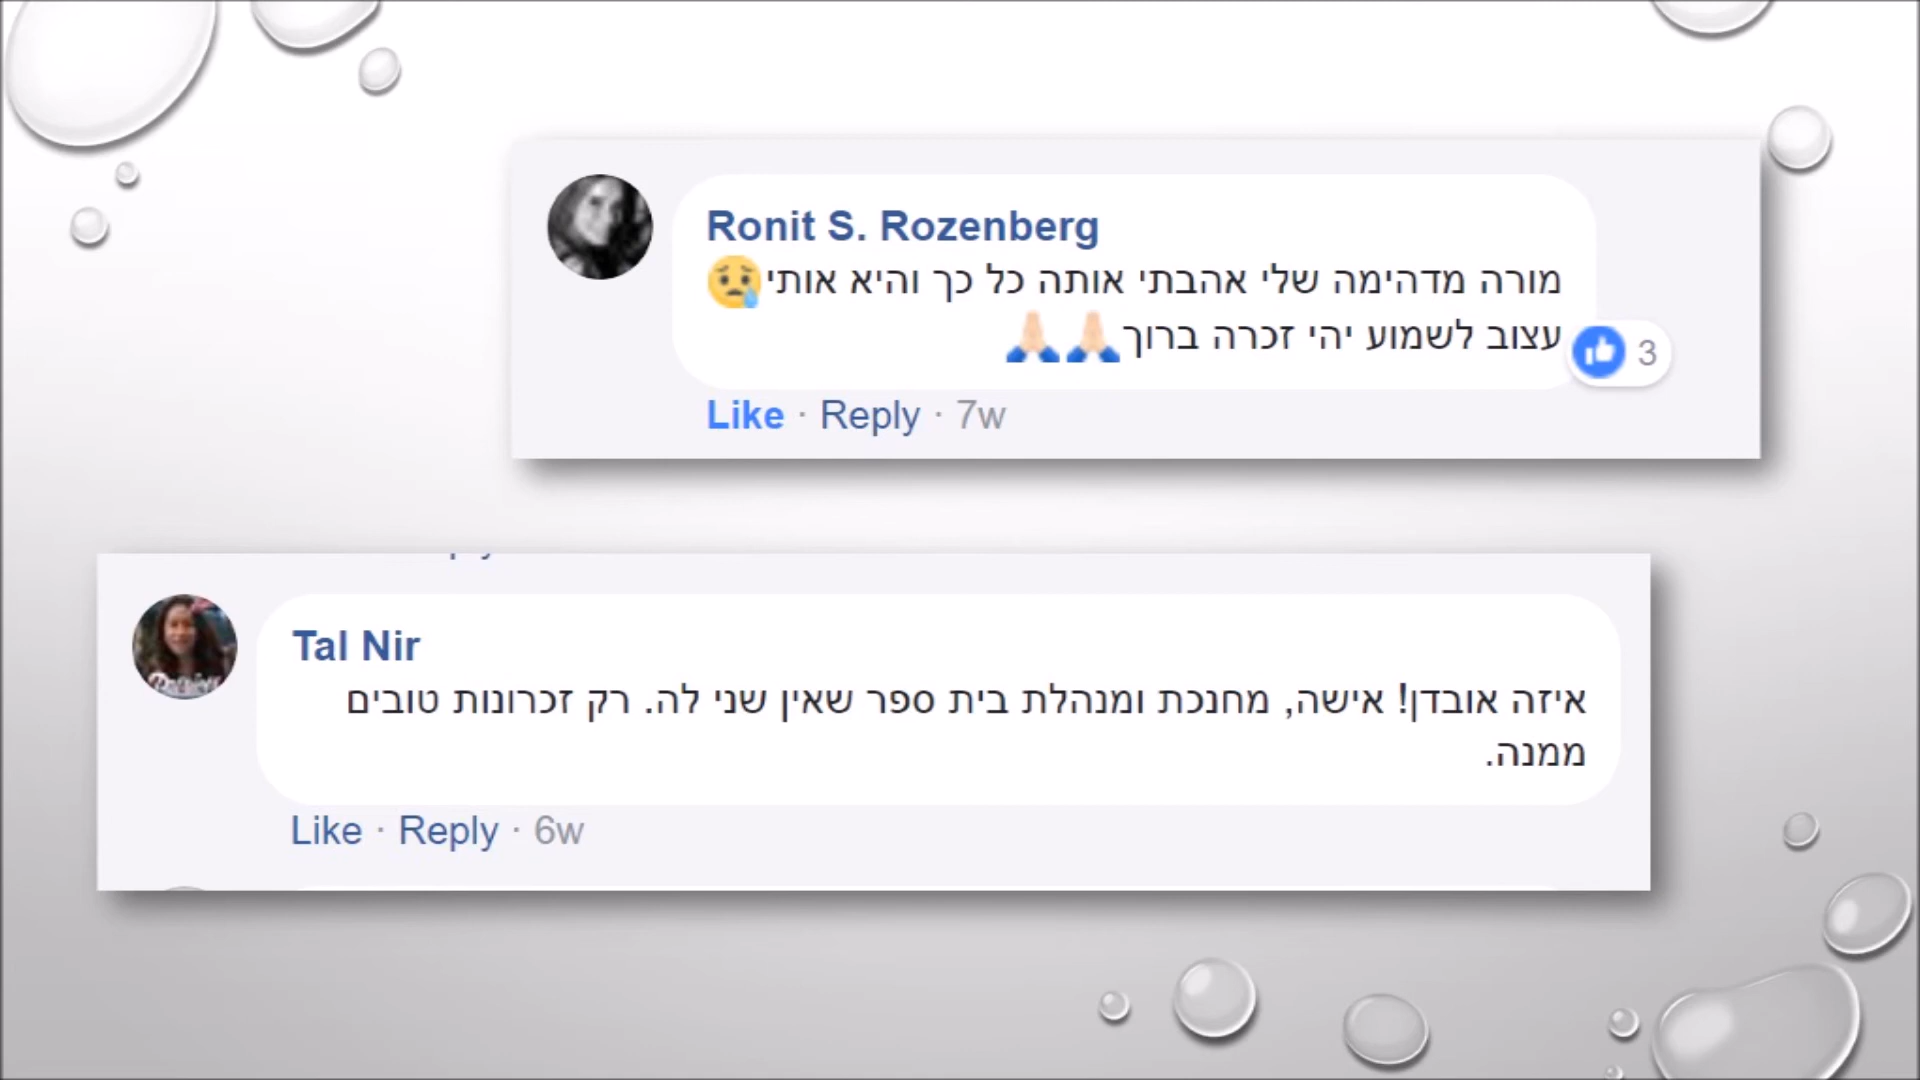 Ronit S. Rozenberg
מורה מדהימה שלי אהבתי אותה כל כך והיא אותי😢
עצוב לשמוע יהי זכרה ברוך🙏🏻🙏🏻
3
Like · Reply · 7w
Tal Nir
איזה אובדן! אישה, מחנכת ומנהלת בית ספר שאין שני לה. רק זכרונות טובים
ממנה.
Like · Reply · 6w